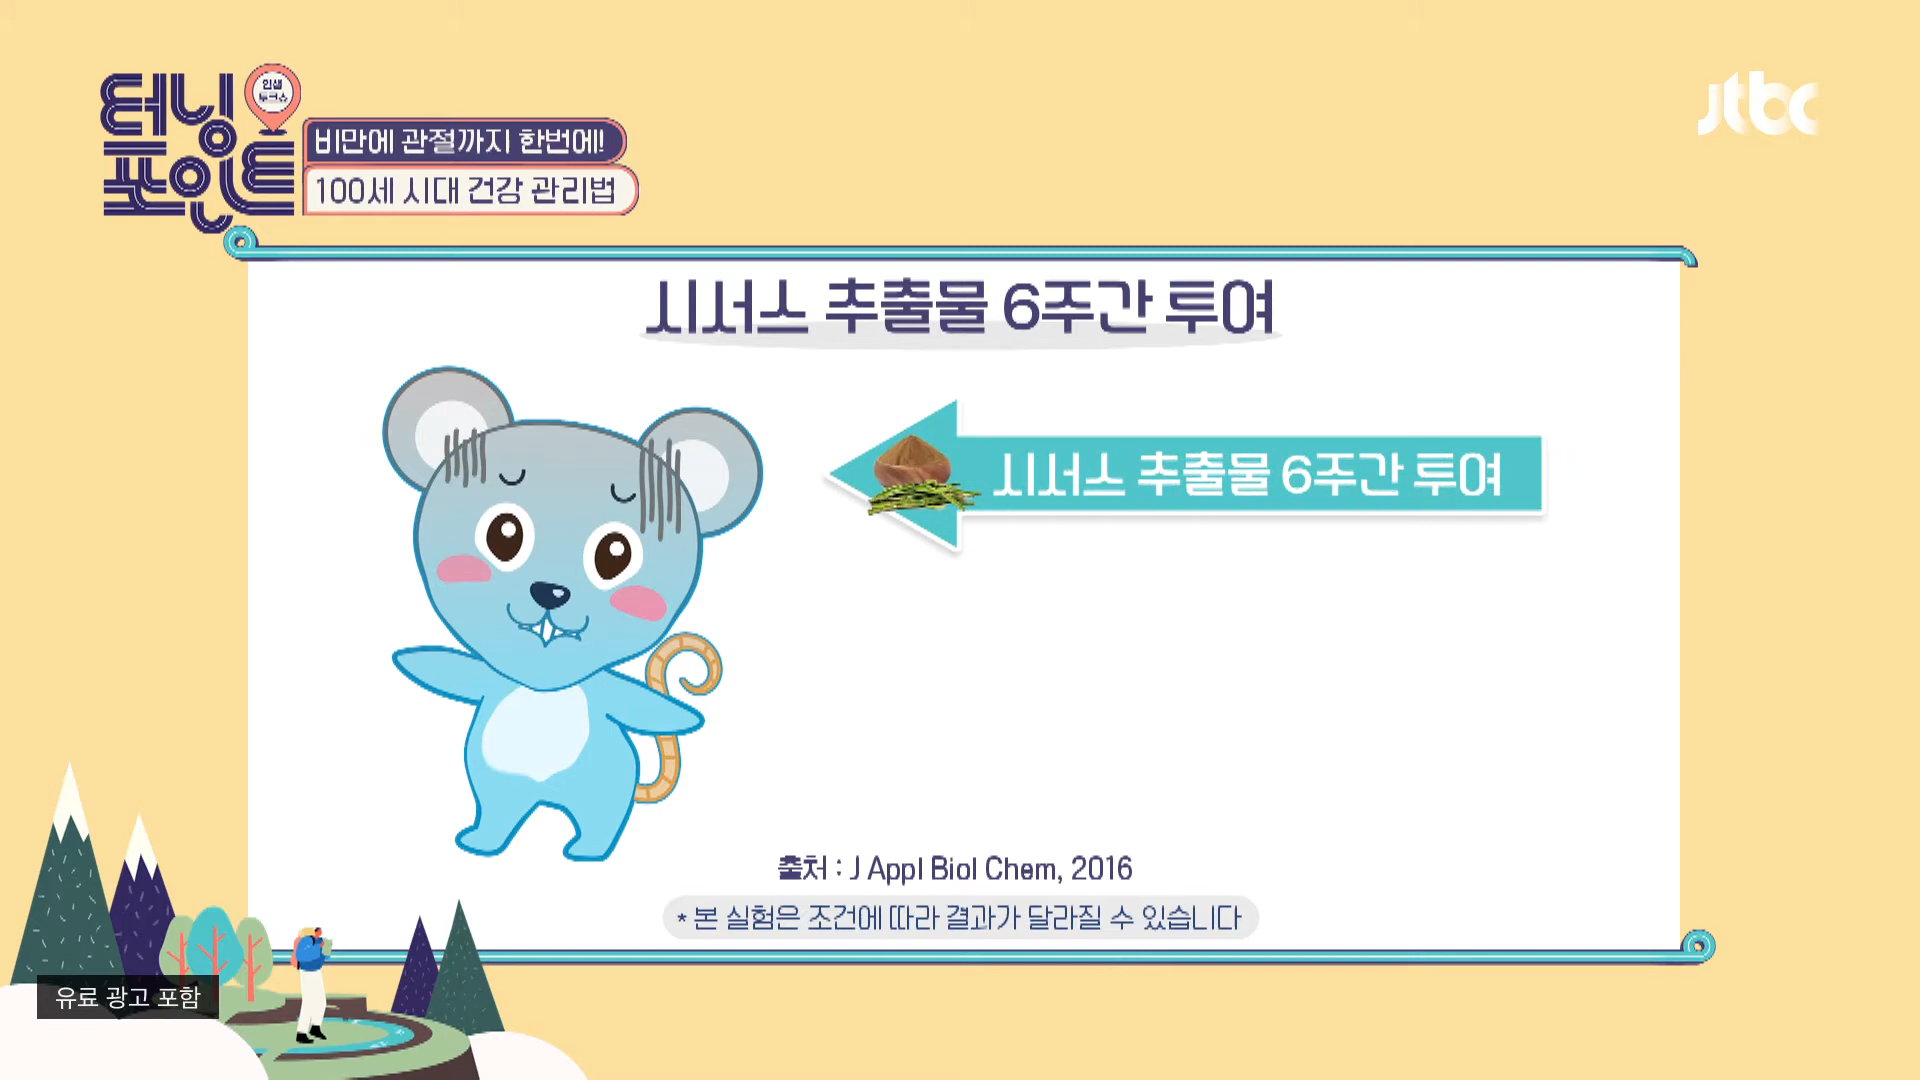 터닝
포인트
인생
토크쇼
비만에 관절까지 한번에!
100세 시대 건강 관리법
jtbc
시서스 추출물 6주간 투여
시서스 추출물 6주간 투여
출처 : J Appl Biol Chem, 2016
* 본 실험은 조건에 따라 결과가 달라질 수 있습니다
유료 광고 포함